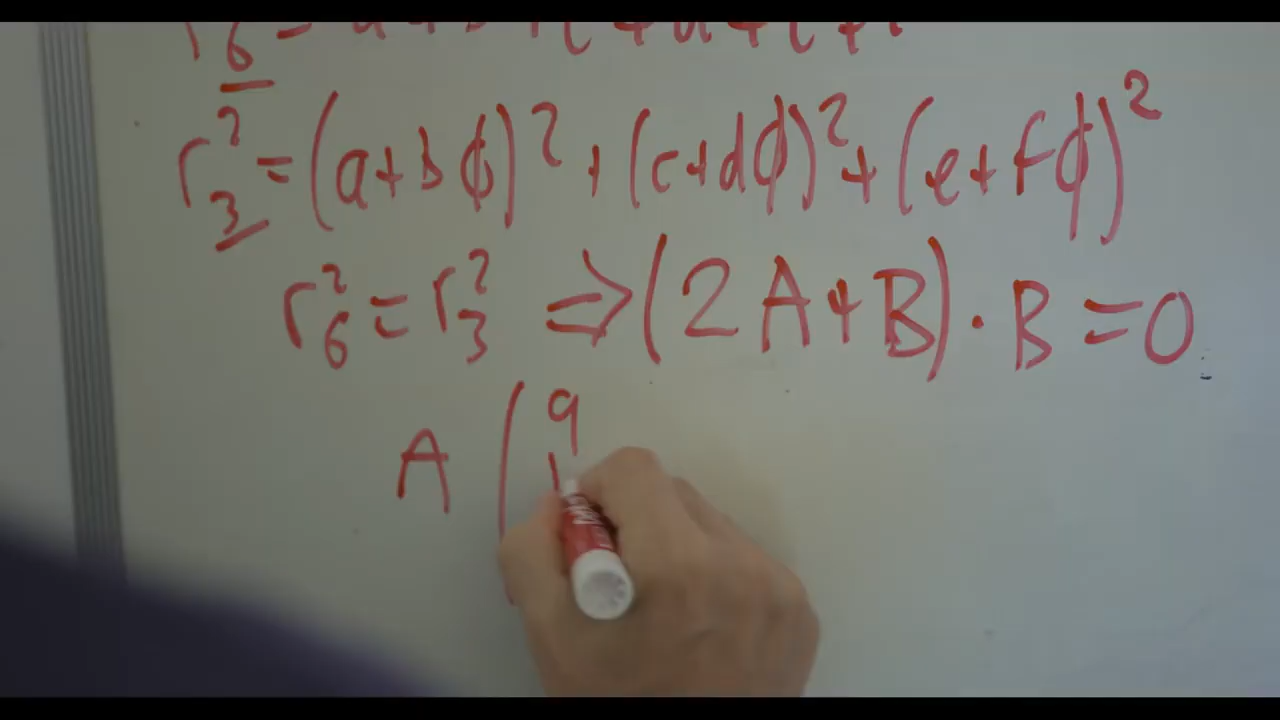 r₃² = (a+bϕ)² + (c+dϕ)² + (e+fϕ)²
r₆² = r₃² ⇒ (2A+B)·B=0
A ( a